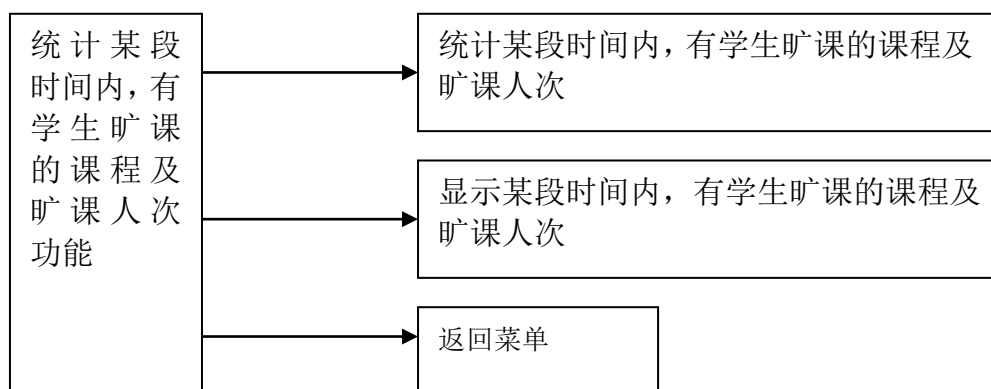 统计某段
时间内，有
学生旷课
的课程及
旷课人次
功能
统计某段时间内，有学生旷课的课程及
旷课人次
显示某段时间内，有学生旷课的课程及
旷课人次
返回菜单